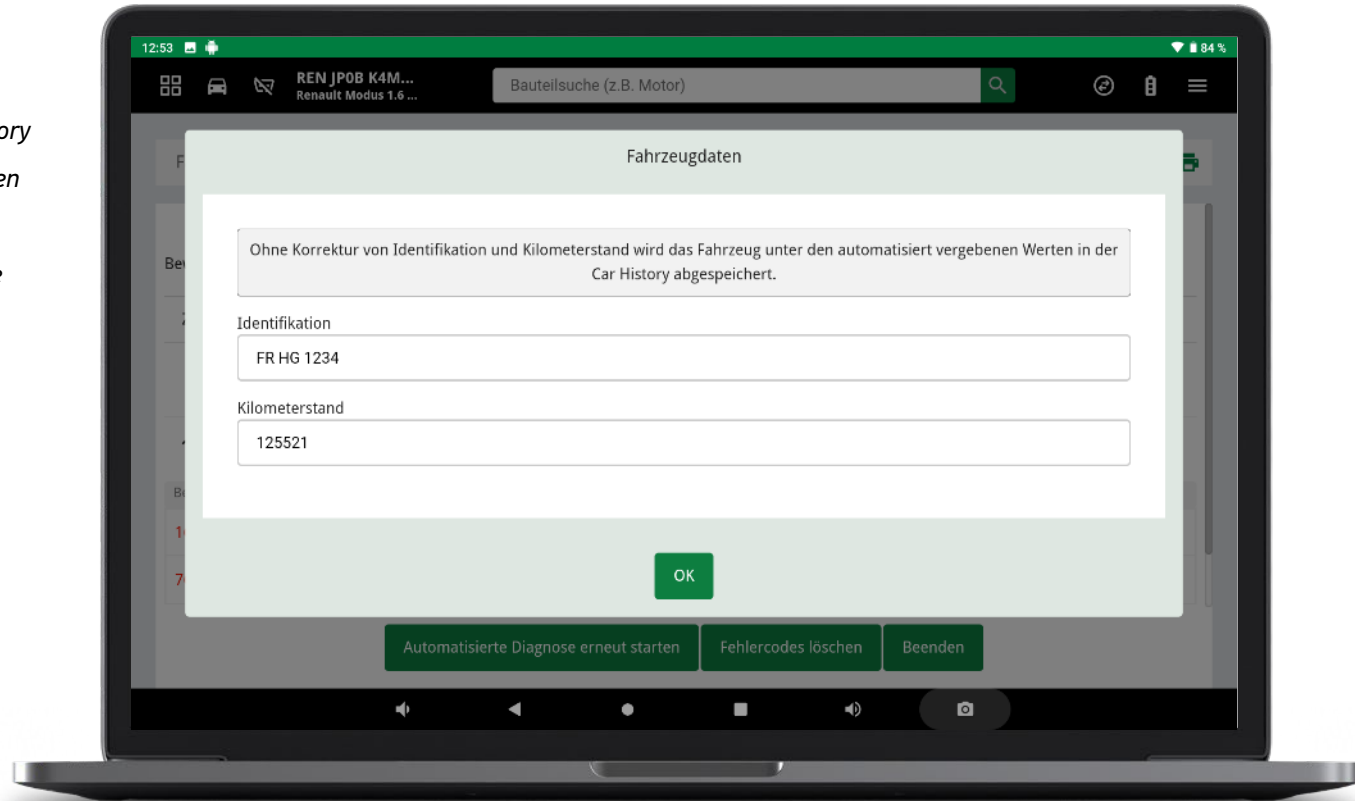 12:53
84 %
REN JP0B K4M...
Renault Modus 1.6 ...
Bauteilsuche (z.B. Motor)
Fahrzeugdaten
Ohne Korrektur von Identifikation und Kilometerstand wird das Fahrzeug unter den automatisiert vergebenen Werten in der
Car History abgespeichert.
Identifikation
FR HG 1234
Kilometerstand
125521
OK
Automatisierte Diagnose erneut starten
Fehlercodes löschen
Beenden